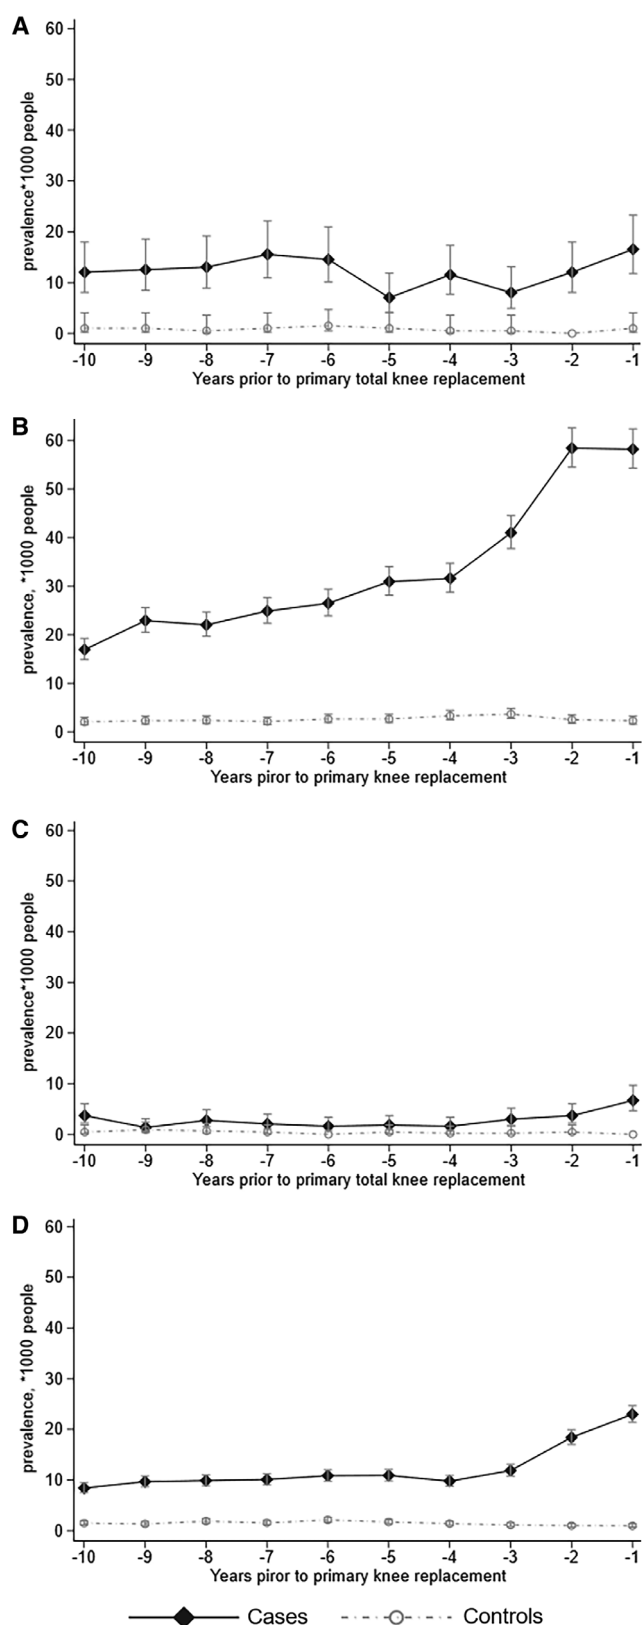 A
60
50
40
30
20
10
0
prevalence*1000 people
-10 -9 -8 -7 -6 -5 -4 -3 -2 -1
Years prior to primary total knee replacement
B
60
50
40
30
20
10
0
prevalence, *1000 people
-10 -9 -8 -7 -6 -5 -4 -3 -2 -1
Years piror to primary knee replacement
C
60
50
40
30
20
10
0
prevalence*1000 people
-10 -9 -8 -7 -6 -5 -4 -3 -2 -1
Years prior to primary total knee replacement
D
60
50
40
30
20
10
0
prevalence, *1000 people
-10 -9 -8 -7 -6 -5 -4 -3 -2 -1
Years piror to primary knee replacement
Cases Controls